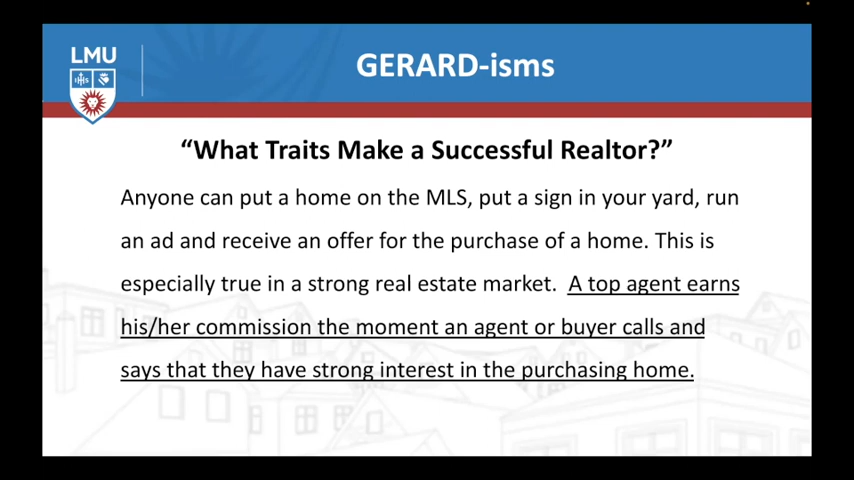 LMU
IHS
GERARD-isms
“What Traits Make a Successful Realtor?”
Anyone can put a home on the MLS, put a sign in your yard, run
an ad and receive an offer for the purchase of a home. This is
especially true in a strong real estate market.  A top agent earns
his/her commission the moment an agent or buyer calls and
says that they have strong interest in the purchasing home.